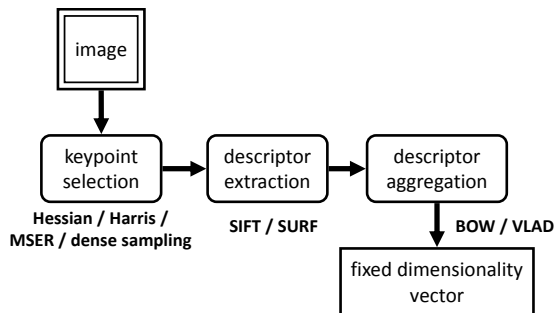 image
keypoint
selection
descriptor
extraction
descriptor
aggregation
Hessian / Harris /
MSER / dense sampling
SIFT / SURF
BOW / VLAD
fixed dimensionality
vector